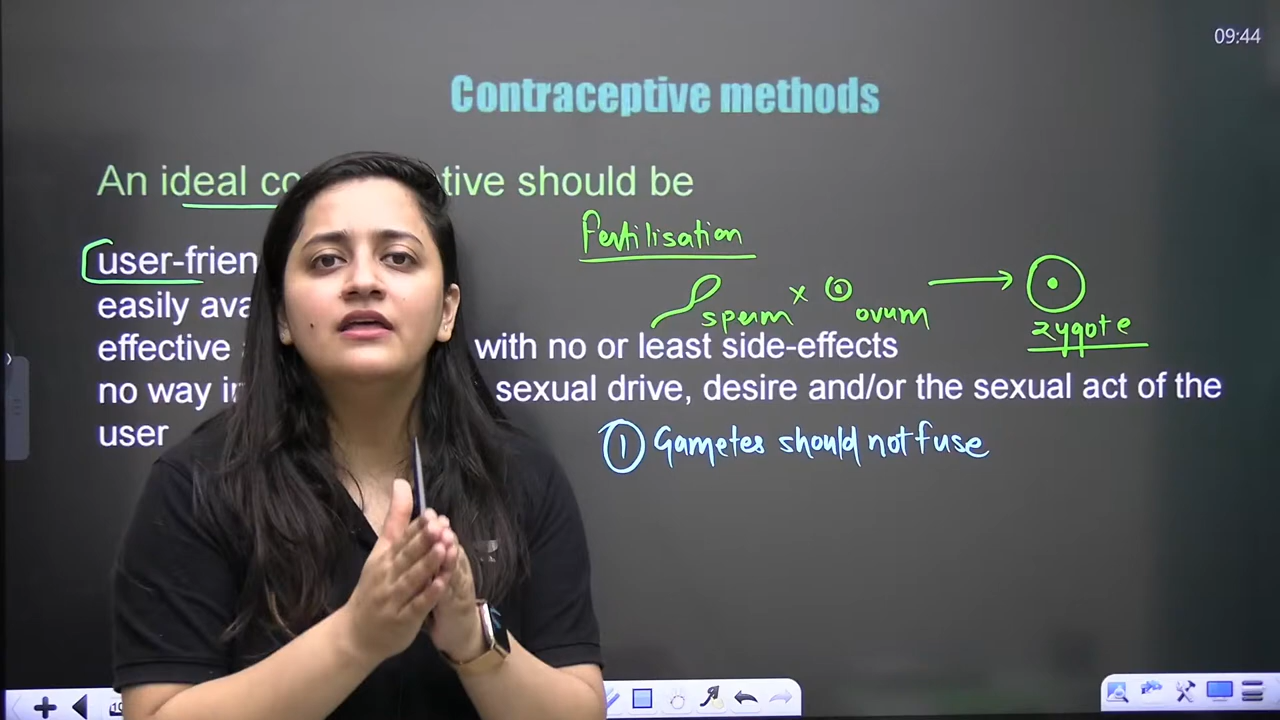 09:44
Contraceptive methods
An ideal co tive should be
Fertilisation
user-frien
easily ava
sperm x ovum
zygote
effective with no or least side-effects
no way in sexual drive, desire and/or the sexual act of the
user
① Gametes should not fuse